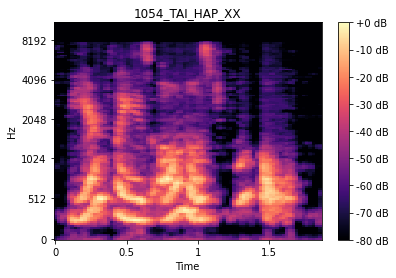 1054_TAI_HAP_XX
+0 dB
8192
-10 dB
4096
-20 dB
-30 dB
2048
Hz
-40 dB
1024
-50 dB
-60 dB
512
-70 dB
0
-80 dB
0
0.5
1
1.5
Time